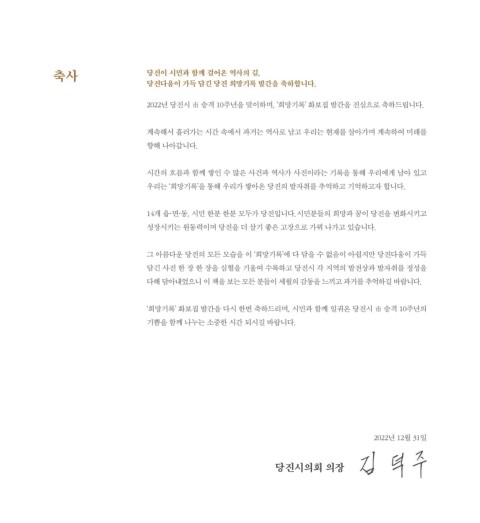 축사
당진이 시민과 함께 걸어온 역사의 길,
당진다움이 가득 담긴 당진 희망기록 발간을 축하합니다.
2022년 당진시 市 승격 10주년을 맞이하며, '희망기록' 화보집 발간을 진심으로 축하드립니다.
계속해서 흘러가는 시간 속에서 과거는 역사로 남고 우리는 현재를 살아가며 계속하여 미래를
향해 나아갑니다.
시간의 흐름과 함께 쌓인 수 많은 사건과 역사가 사진이라는 기록을 통해 우리에게 남아 있고
우리는 '희망기록'을 통해 우리가 쌓아온 당진의 발자취를 추억하고 기억하고자 합니다.
14개 읍·면·동, 시민 한분 한분 모두가 당진입니다. 시민분들의 희망과 꿈이 당진을 변화시키고
성장시키는 원동력이며 당진을 더 살기 좋은 고장으로 가꿔 나가고 있습니다.
그 아름다운 당진의 모든 모습을 이 '희망기록'에 다 담을 수 없음이 아쉽지만 당진다움이 가득
담긴 사진 한 장 한 장을 심혈을 기울여 수록하고 당진시 각 지역의 발전상과 발자취를 정성을
다해 담아내었으니 이 책을 보는 모든 분들이 세월의 감동을 느끼고 과거를 추억하길 바랍니다.
'희망기록' 화보집 발간을 다시 한번 축하드리며, 시민과 함께 일궈온 당진시 市 승격 10주년의
기쁨을 함께 나누는 소중한 시간 되시길 바랍니다.
2022년 12월 31일
당진시의회 의장 김덕주